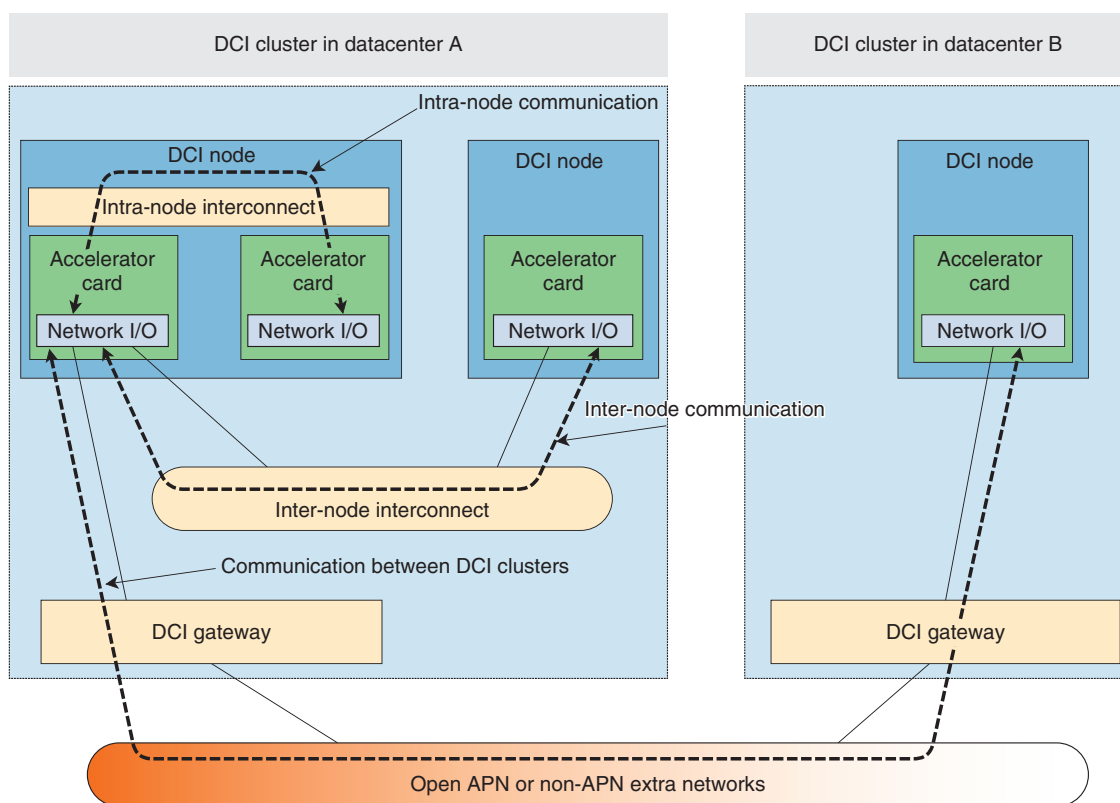 DCI cluster in datacenter A
DCI cluster in datacenter B
Intra-node communication
DCI node
DCI node
DCI node
Intra-node interconnect
Accelerator
card
Accelerator
card
Accelerator
card
Accelerator
card
Network I/O
Network I/O
Network I/O
Network I/O
Inter-node communication
Inter-node interconnect
Communication between DCI clusters
DCI gateway
DCI gateway
Open APN or non-APN extra networks